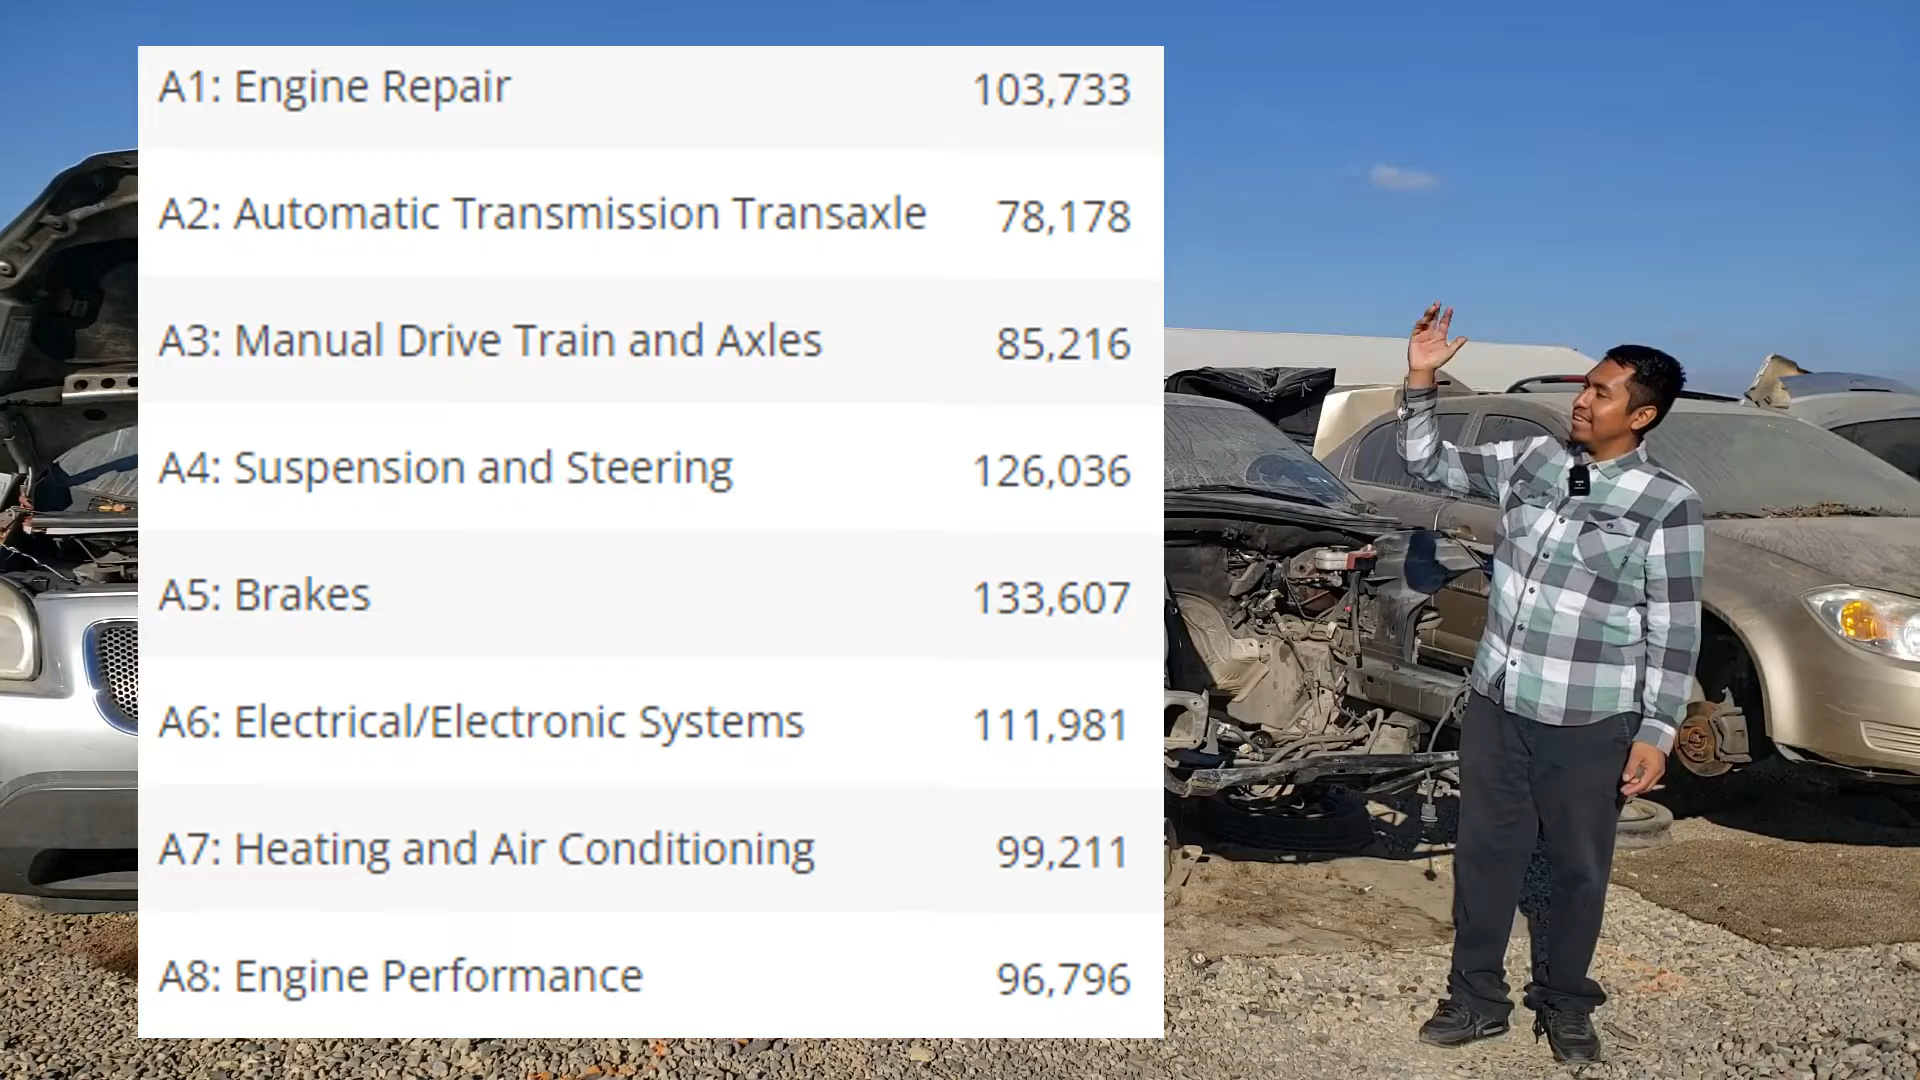 A1: Engine Repair 103,733
A2: Automatic Transmission Transaxle 78,178
A3: Manual Drive Train and Axles 85,216
A4: Suspension and Steering 126,036
A5: Brakes 133,607
A6: Electrical/Electronic Systems 111,981
A7: Heating and Air Conditioning 99,211
A8: Engine Performance 96,796